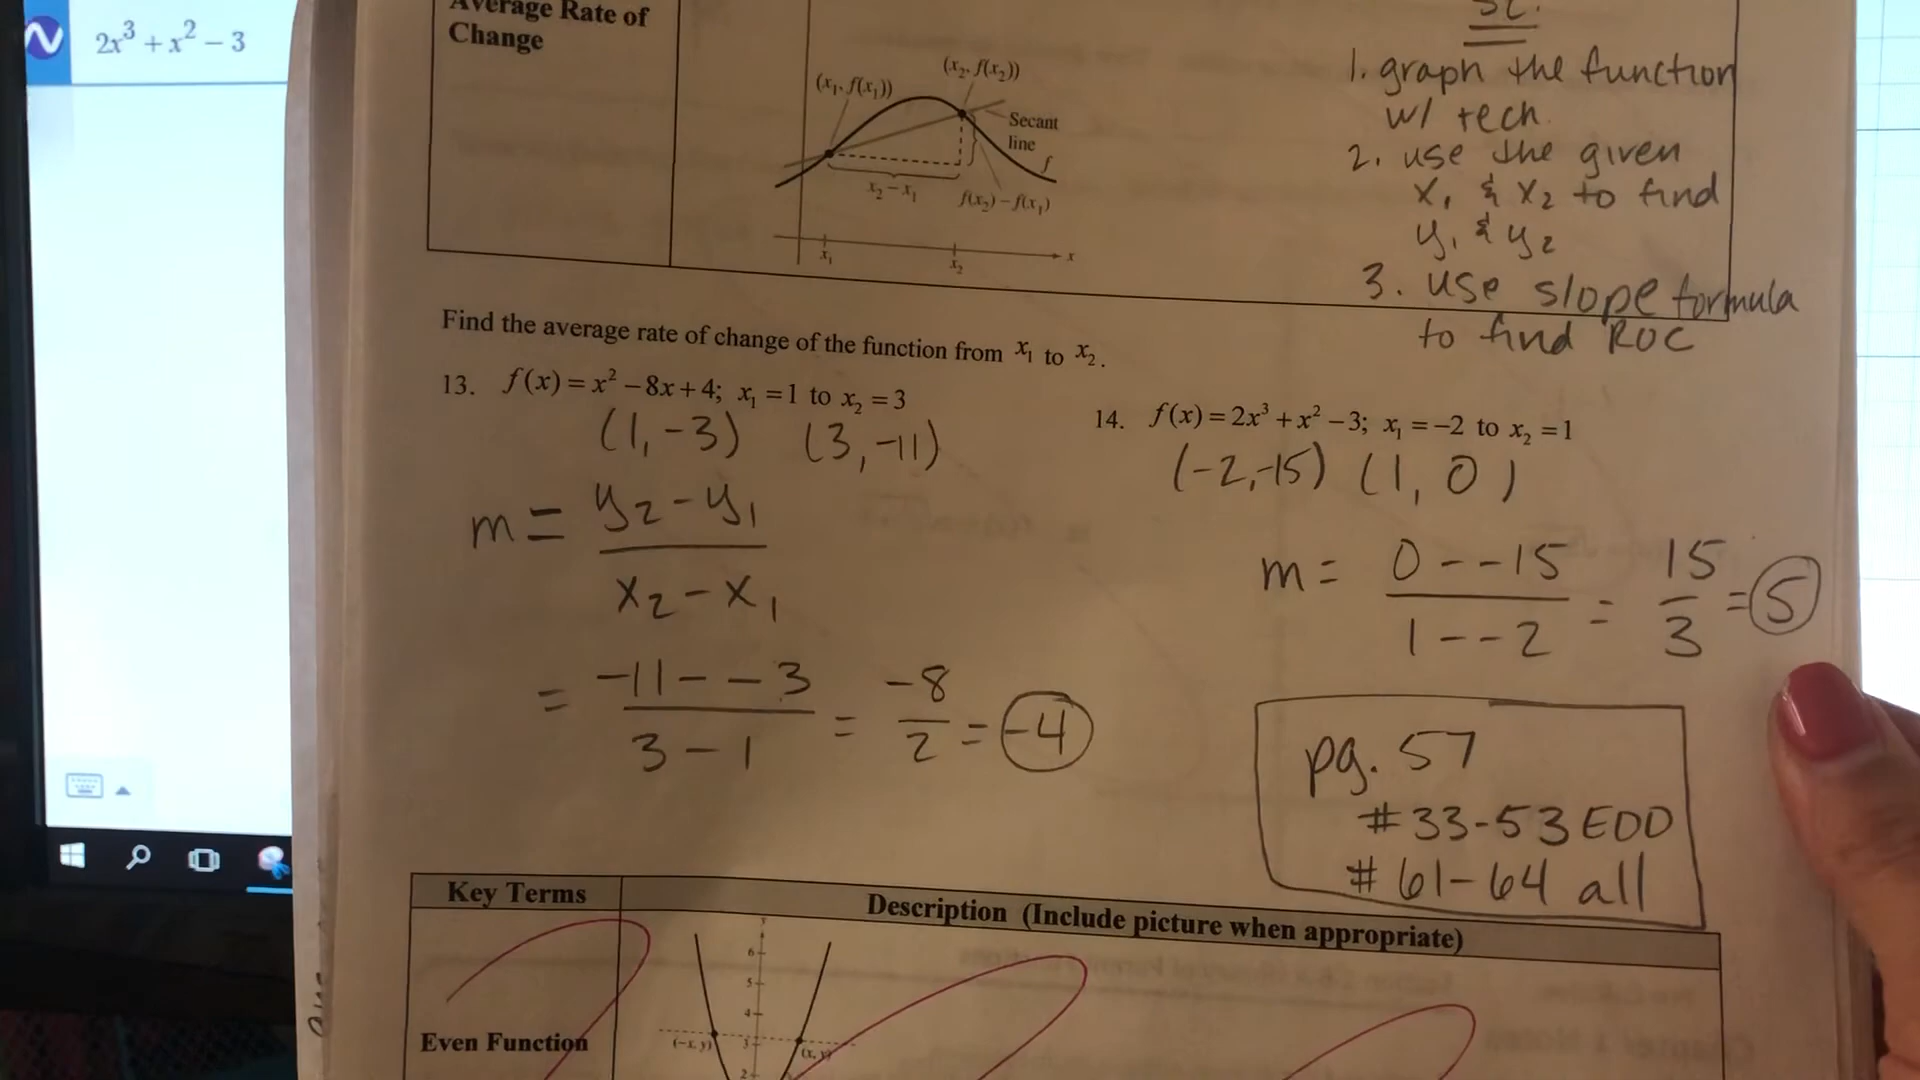 2x³ + x² − 3
Average Rate of
Change
(x₁, f(x₁))
(x₂, f(x₂))
Secant
line
f
x₂ − x₁
f(x₂) − f(x₁)
x₁
x₂
x
1. graph the function
w/ tech.
2. use the given
x₁ & x₂ to find
y₁ & y₂
3. use slope formula
to find ROC
Find the average rate of change of the function from x₁ to x₂.
13. f(x) = x² − 8x + 4; x₁ = 1 to x₂ = 3
(1, -3) (3, -11)
m = y₂ - y₁ / x₂ - x₁
= -11 - -3 / 3 - 1 = -8 / 2 = -4
14. f(x) = 2x³ + x² − 3; x₁ = −2 to x₂ = 1
(-2, -15) (1, 0)
m = 0 - -15 / 1 - -2 = 15 / 3 = 5
pg. 57
# 33-53 EOO
# 61-64 all
Key Terms
Description (Include picture when appropriate)
Even Function
6
5
4
3
2
(−x, y)
(x, y)